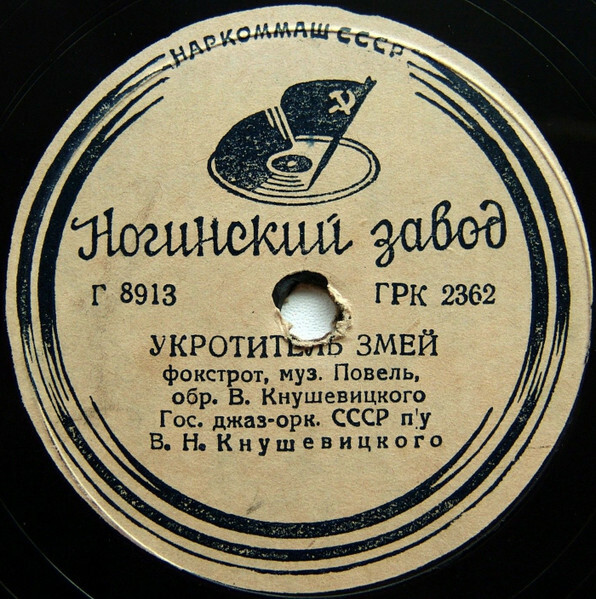 НАРКОММАШ СССР
Ногинский завод
Г 8913 ГРК 2362
УКРОТИТЕЛЬ ЗМЕЙ
фокстрот, муз. Повель,
обр. В. Кнушевицкого
Гос. джаз-орк. СССР п/у
В. Н. Кнушевицкого